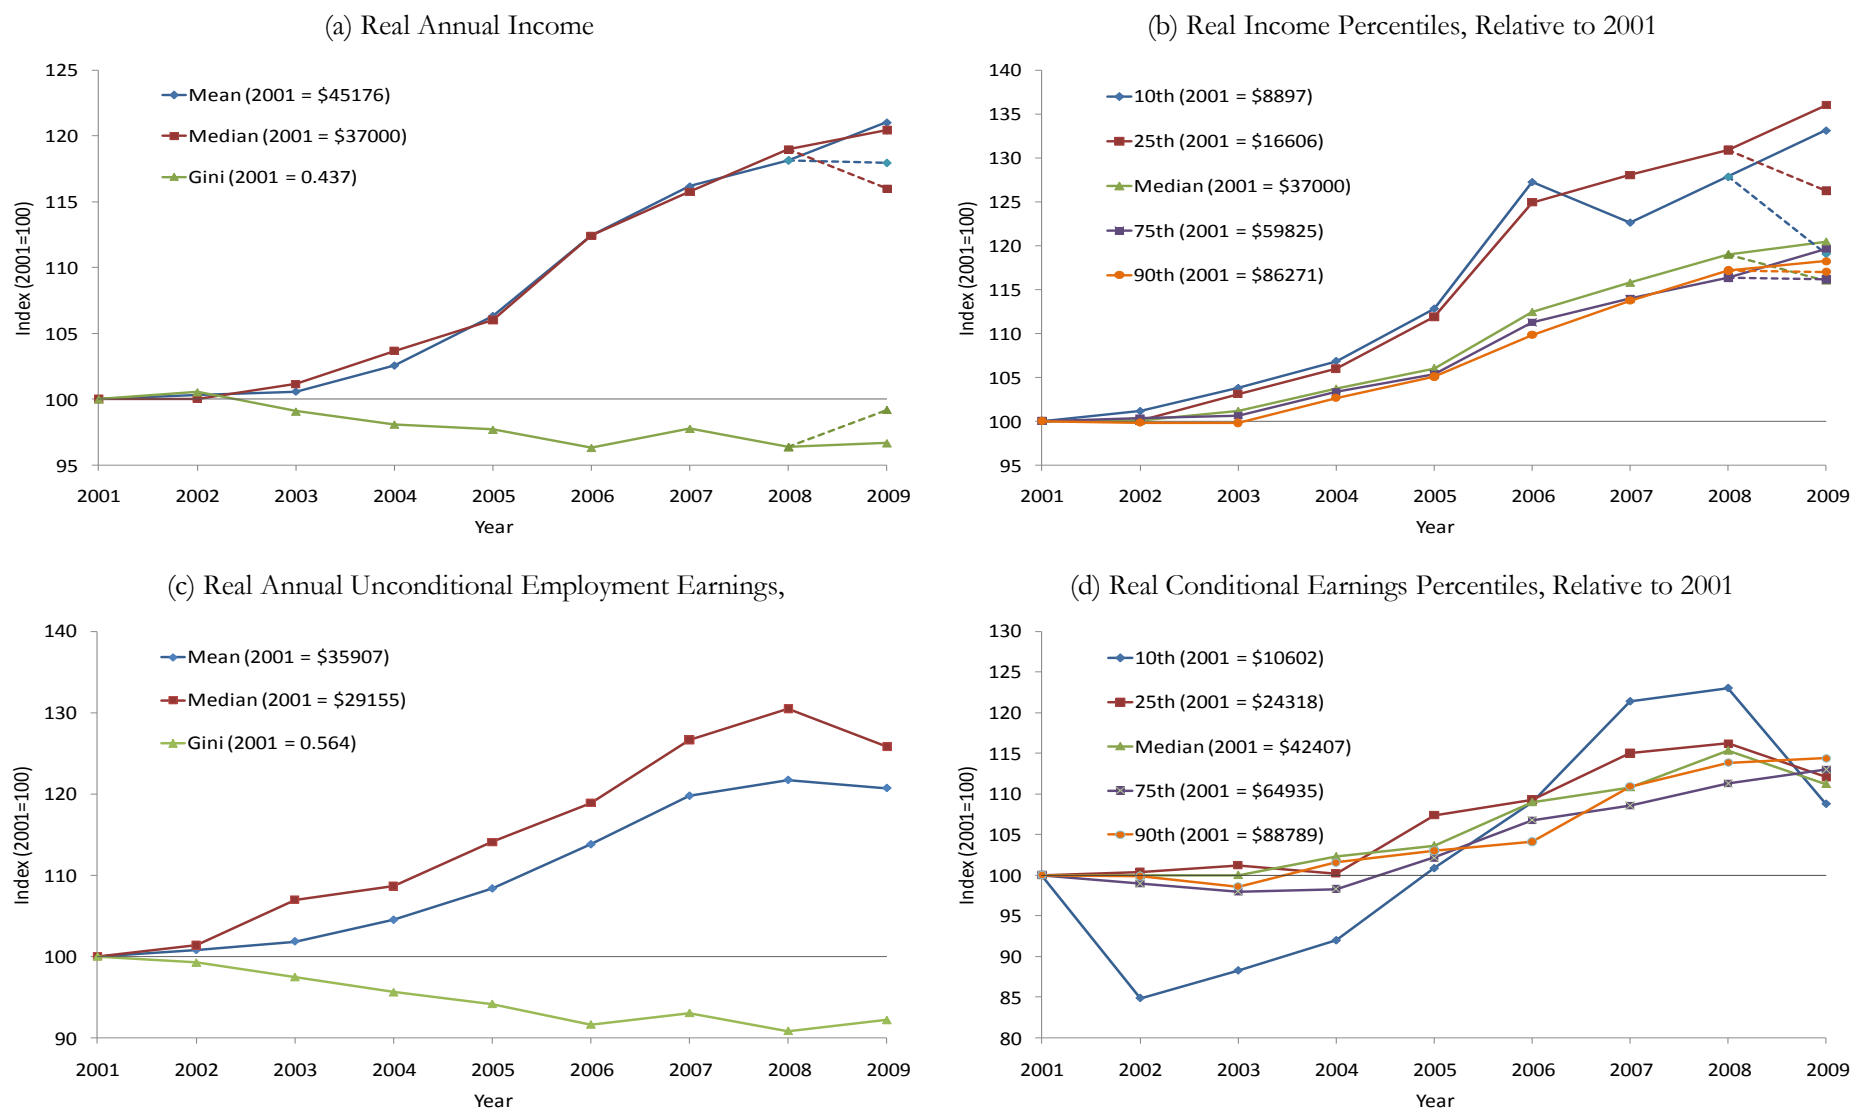 (a) Real Annual Income
125
120
115
110
105
100
95
Index (2001=100)
Mean (2001 = $45176)
Median (2001 = $37000)
Gini (2001 = 0.437)
2001 2002 2003 2004 2005 2006 2007 2008 2009
Year
(b) Real Income Percentiles, Relative to 2001
140
135
130
125
120
115
110
105
100
95
Index (2001=100)
10th (2001 = $8897)
25th (2001 = $16606)
Median (2001 = $37000)
75th (2001 = $59825)
90th (2001 = $86271)
2001 2002 2003 2004 2005 2006 2007 2008 2009
Year
(c) Real Annual Unconditional Employment Earnings,
140
130
120
110
100
90
Index (2001=100)
Mean (2001 = $35907)
Median (2001 = $29155)
Gini (2001 = 0.564)
2001 2002 2003 2004 2005 2006 2007 2008 2009
Year
(d) Real Conditional Earnings Percentiles, Relative to 2001
130
125
120
115
110
105
100
95
90
85
80
Index (2001=100)
10th (2001 = $10602)
25th (2001 = $24318)
Median (2001 = $42407)
75th (2001 = $64935)
90th (2001 = $88789)
2001 2002 2003 2004 2005 2006 2007 2008 2009
Year